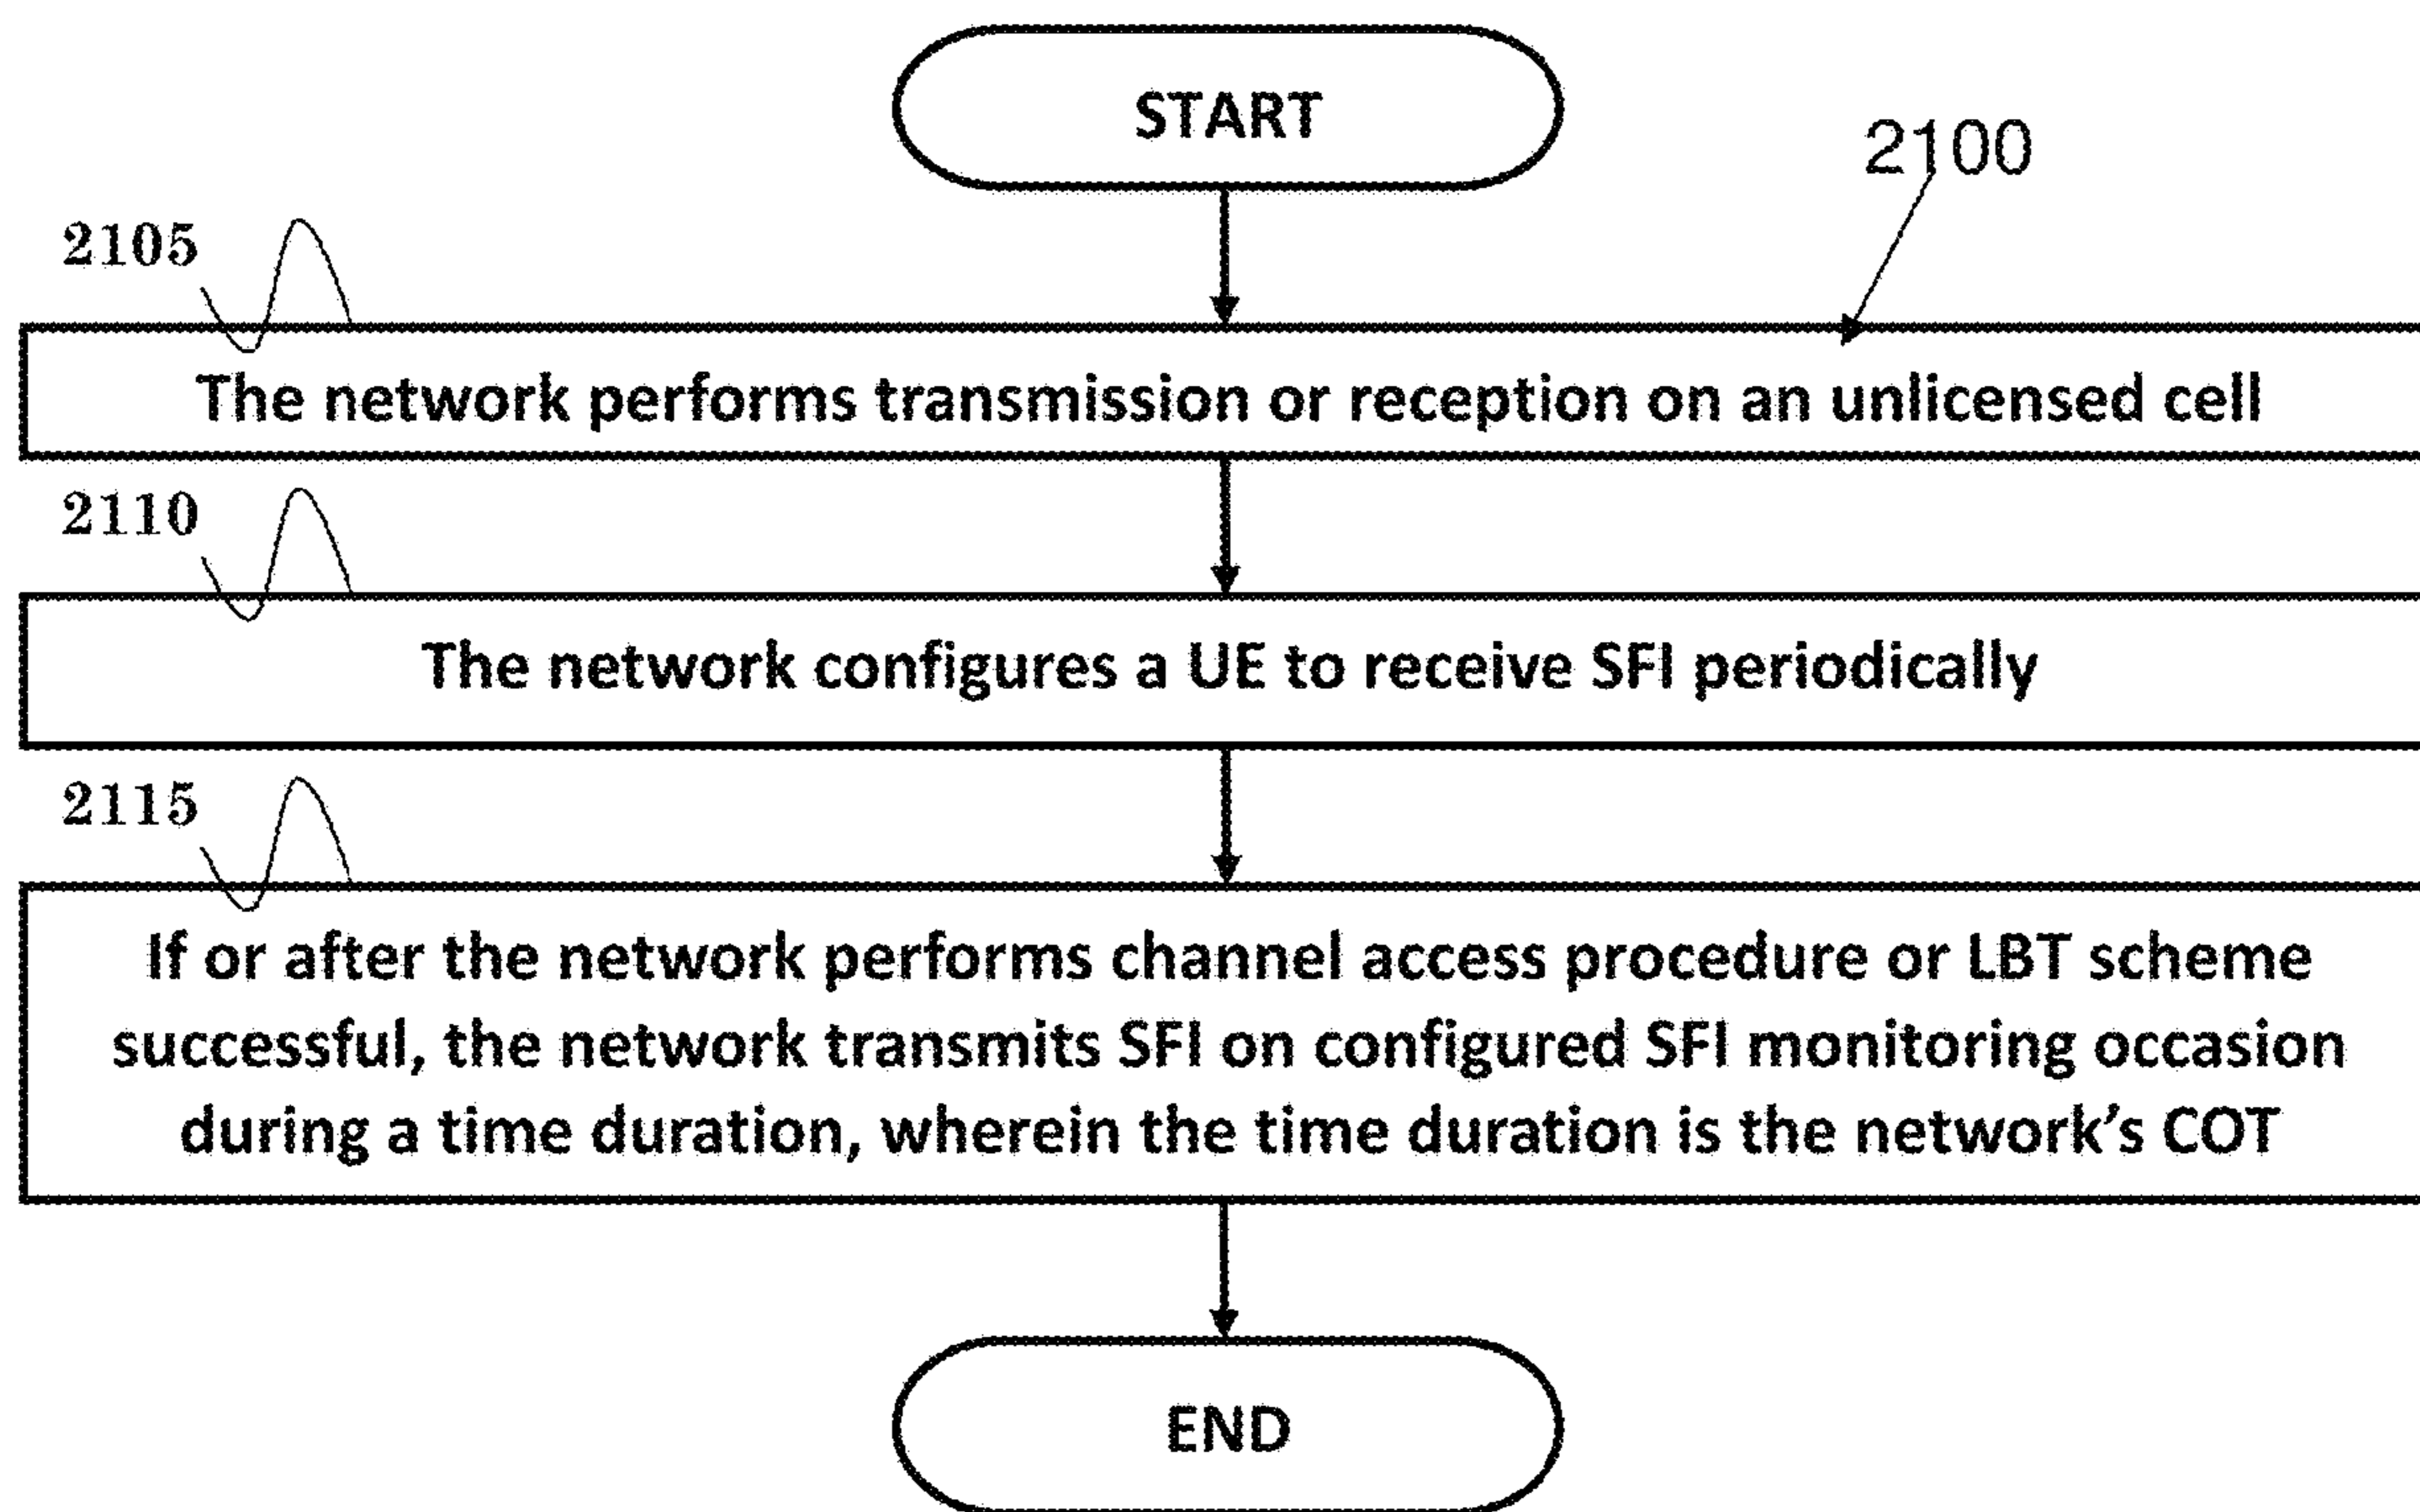 START
2100
2105
The network performs transmission or reception on an unlicensed cell
2110
The network configures a UE to receive SFI periodically
2115
If or after the network performs channel access procedure or LBT scheme
successful, the network transmits SFI on configured SFI monitoring occasion
during a time duration, wherein the time duration is the network’s COT
END